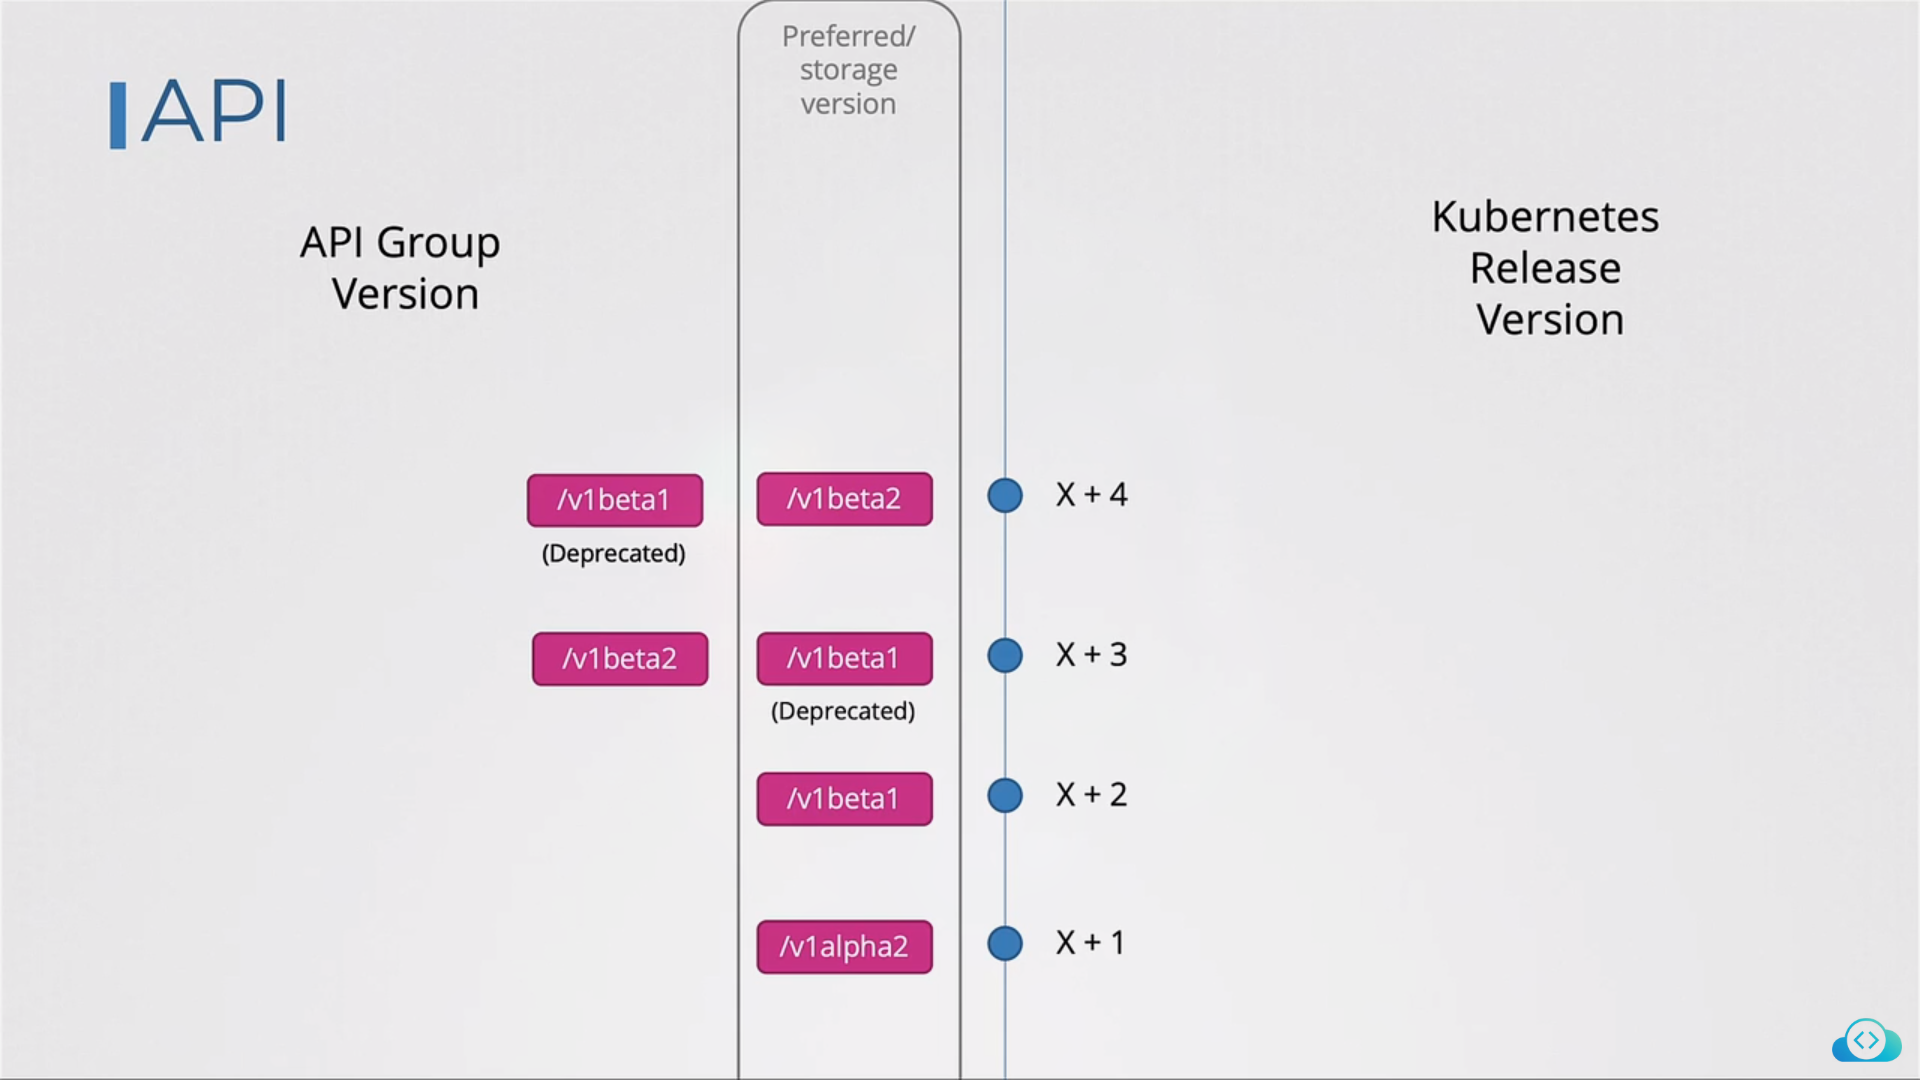 API
Preferred/
storage
version
API Group
Version
Kubernetes
Release
Version
/v1beta1
/v1beta2
X + 4
(Deprecated)
/v1beta2
/v1beta1
X + 3
(Deprecated)
/v1beta1
X + 2
/v1alpha2
X + 1